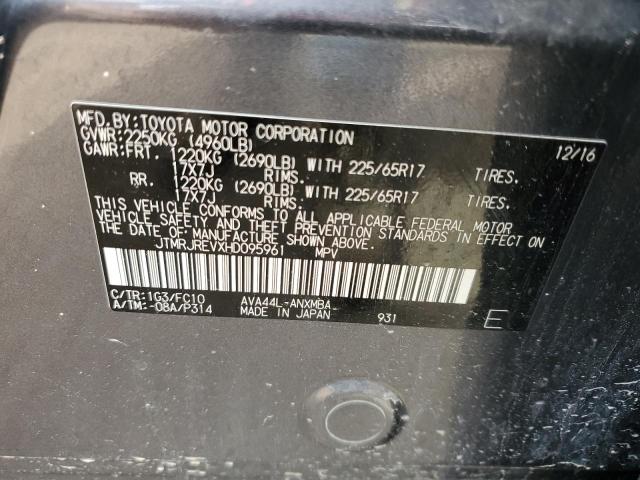 MFD.BY:TOYOTA MOTOR CORPORATION 12/16
GVWR:2250KG (4960LB)
GAWR:FRT. 1220KG (2690LB) WITH 225/65R17 TIRES.
17X7J RIMS.
RR. 1220KG (2690LB) WITH 225/65R17 TIRES.
17X7J RIMS.
THIS VEHICLE CONFORMS TO ALL APPLICABLE FEDERAL MOTOR
VEHICLE SAFETY AND THEFT PREVENTION STANDARDS IN EFFECT ON
THE DATE OF MANUFACTURE SHOWN ABOVE.
JTMRJREVXHD095961 MPV
C/TR:1G3/FC10 AVA44L-ANXMBA
A/TM:-08A/P314 MADE IN JAPAN 931 E